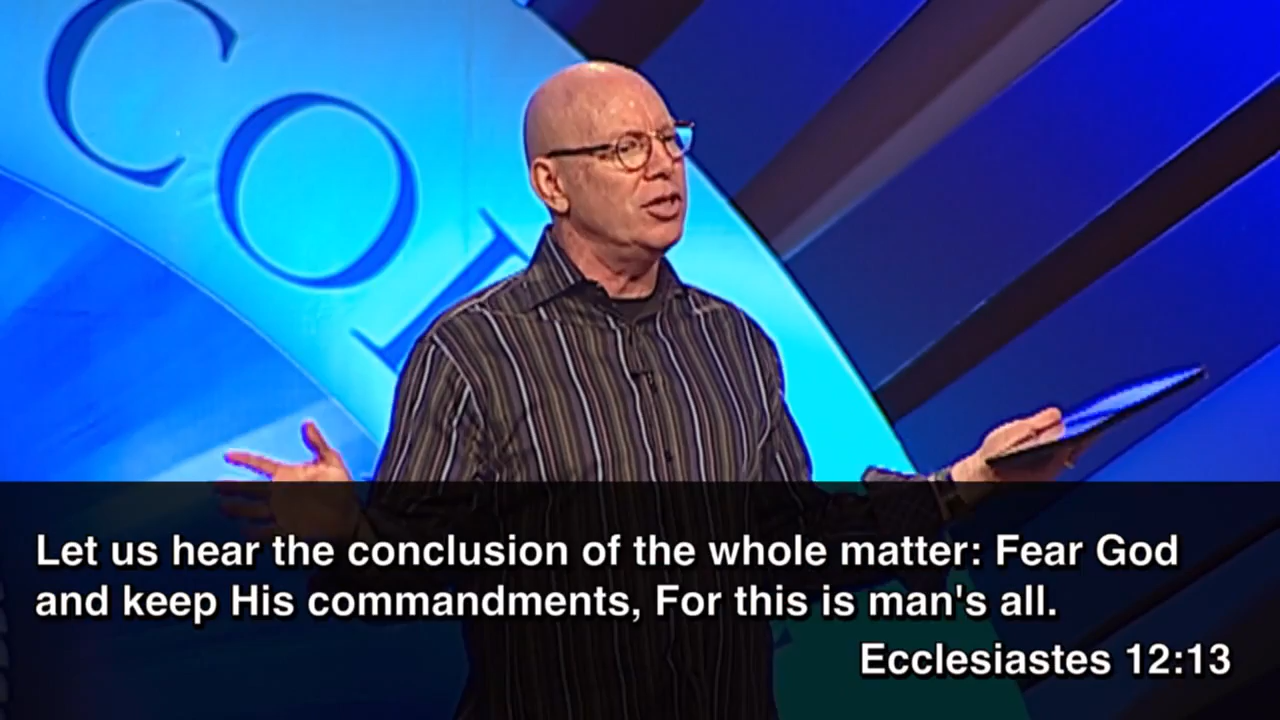 COI
Let us hear the conclusion of the whole matter: Fear God
and keep His commandments, For this is man's all.
Ecclesiastes 12:13